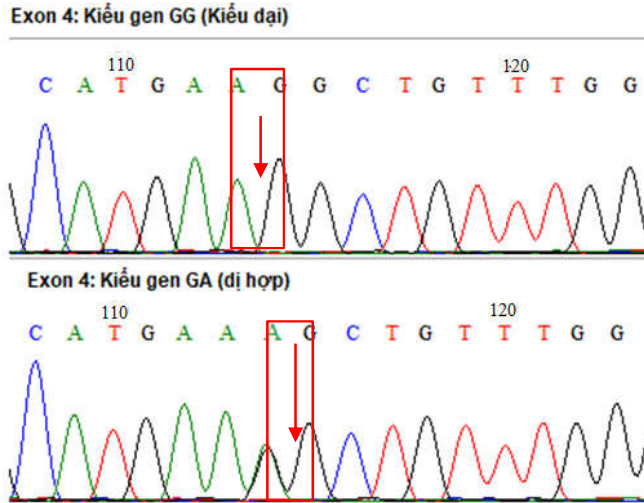 Exon 4: Kiểu gen GG (Kiểu dại)
110 120
C A T G A A G G C T G T T T G G
Exon 4: Kiểu gen GA (dị hợp)
110 120
C A T G A A A G C T G T T T G G